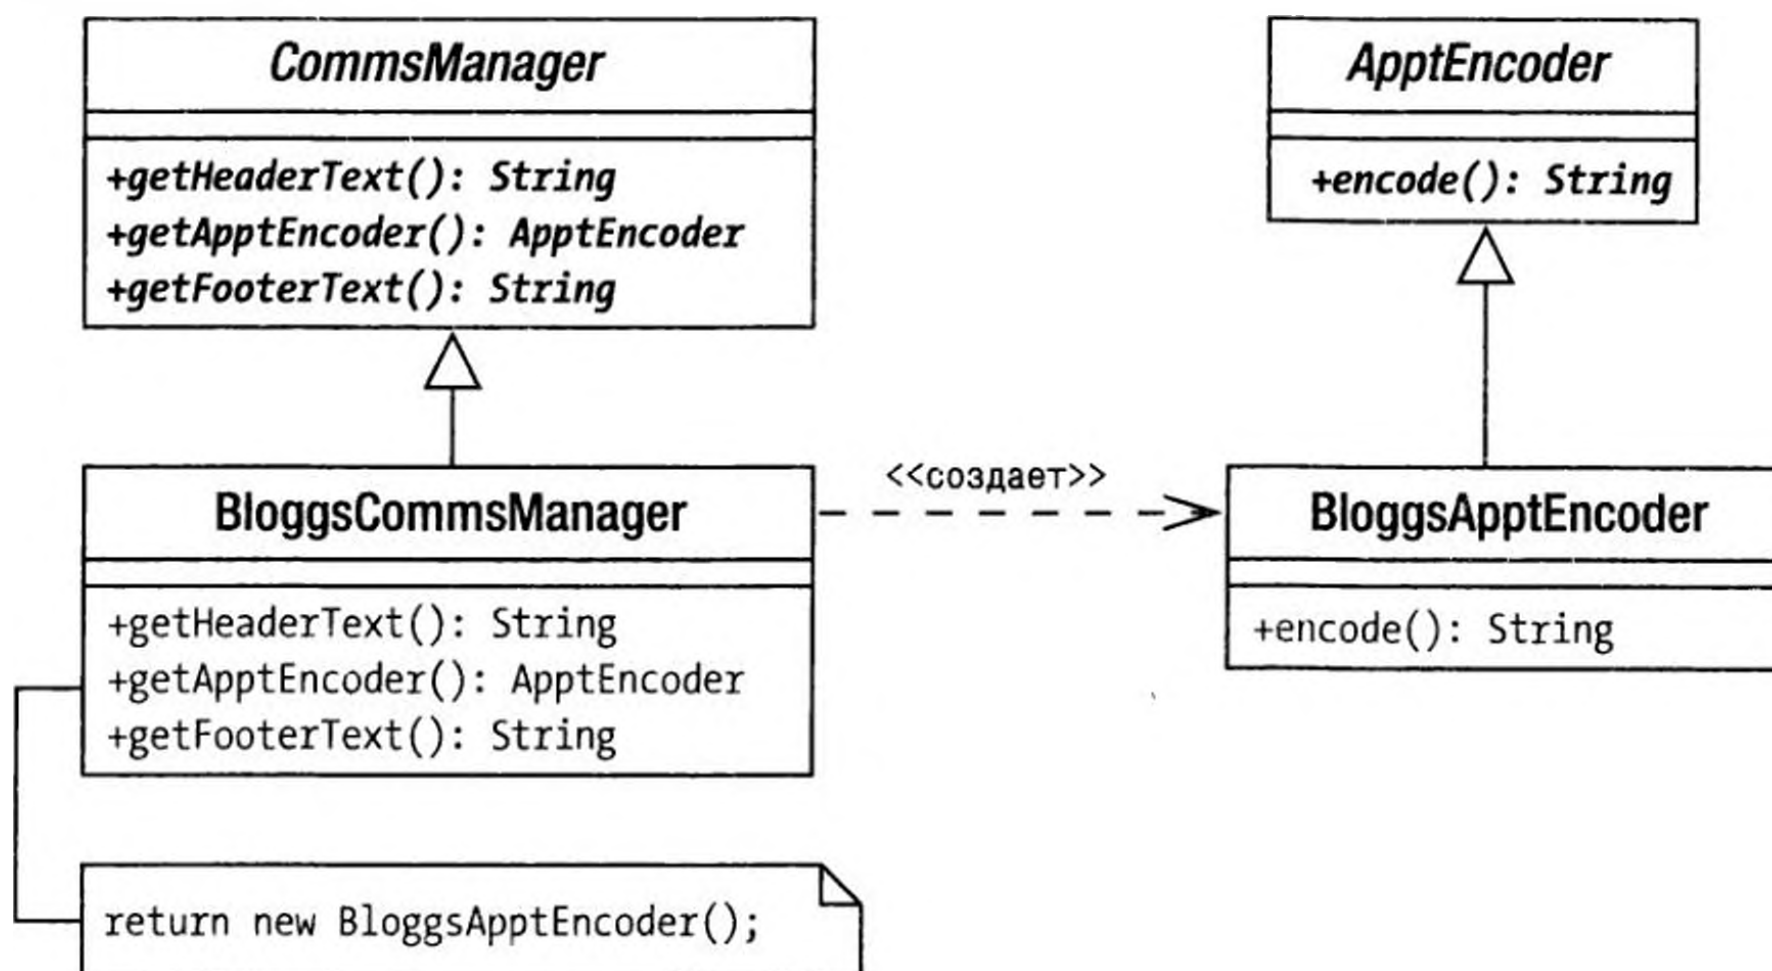 CommsManager
+getHeaderText(): String
+getApptEncoder(): ApptEncoder
+getFooterText(): String
ApptEncoder
+encode(): String
BloggsCommsManager
+getHeaderText(): String
+getApptEncoder(): ApptEncoder
+getFooterText(): String
<<создает>>
BloggsApptEncoder
+encode(): String
return new BloggsApptEncoder();